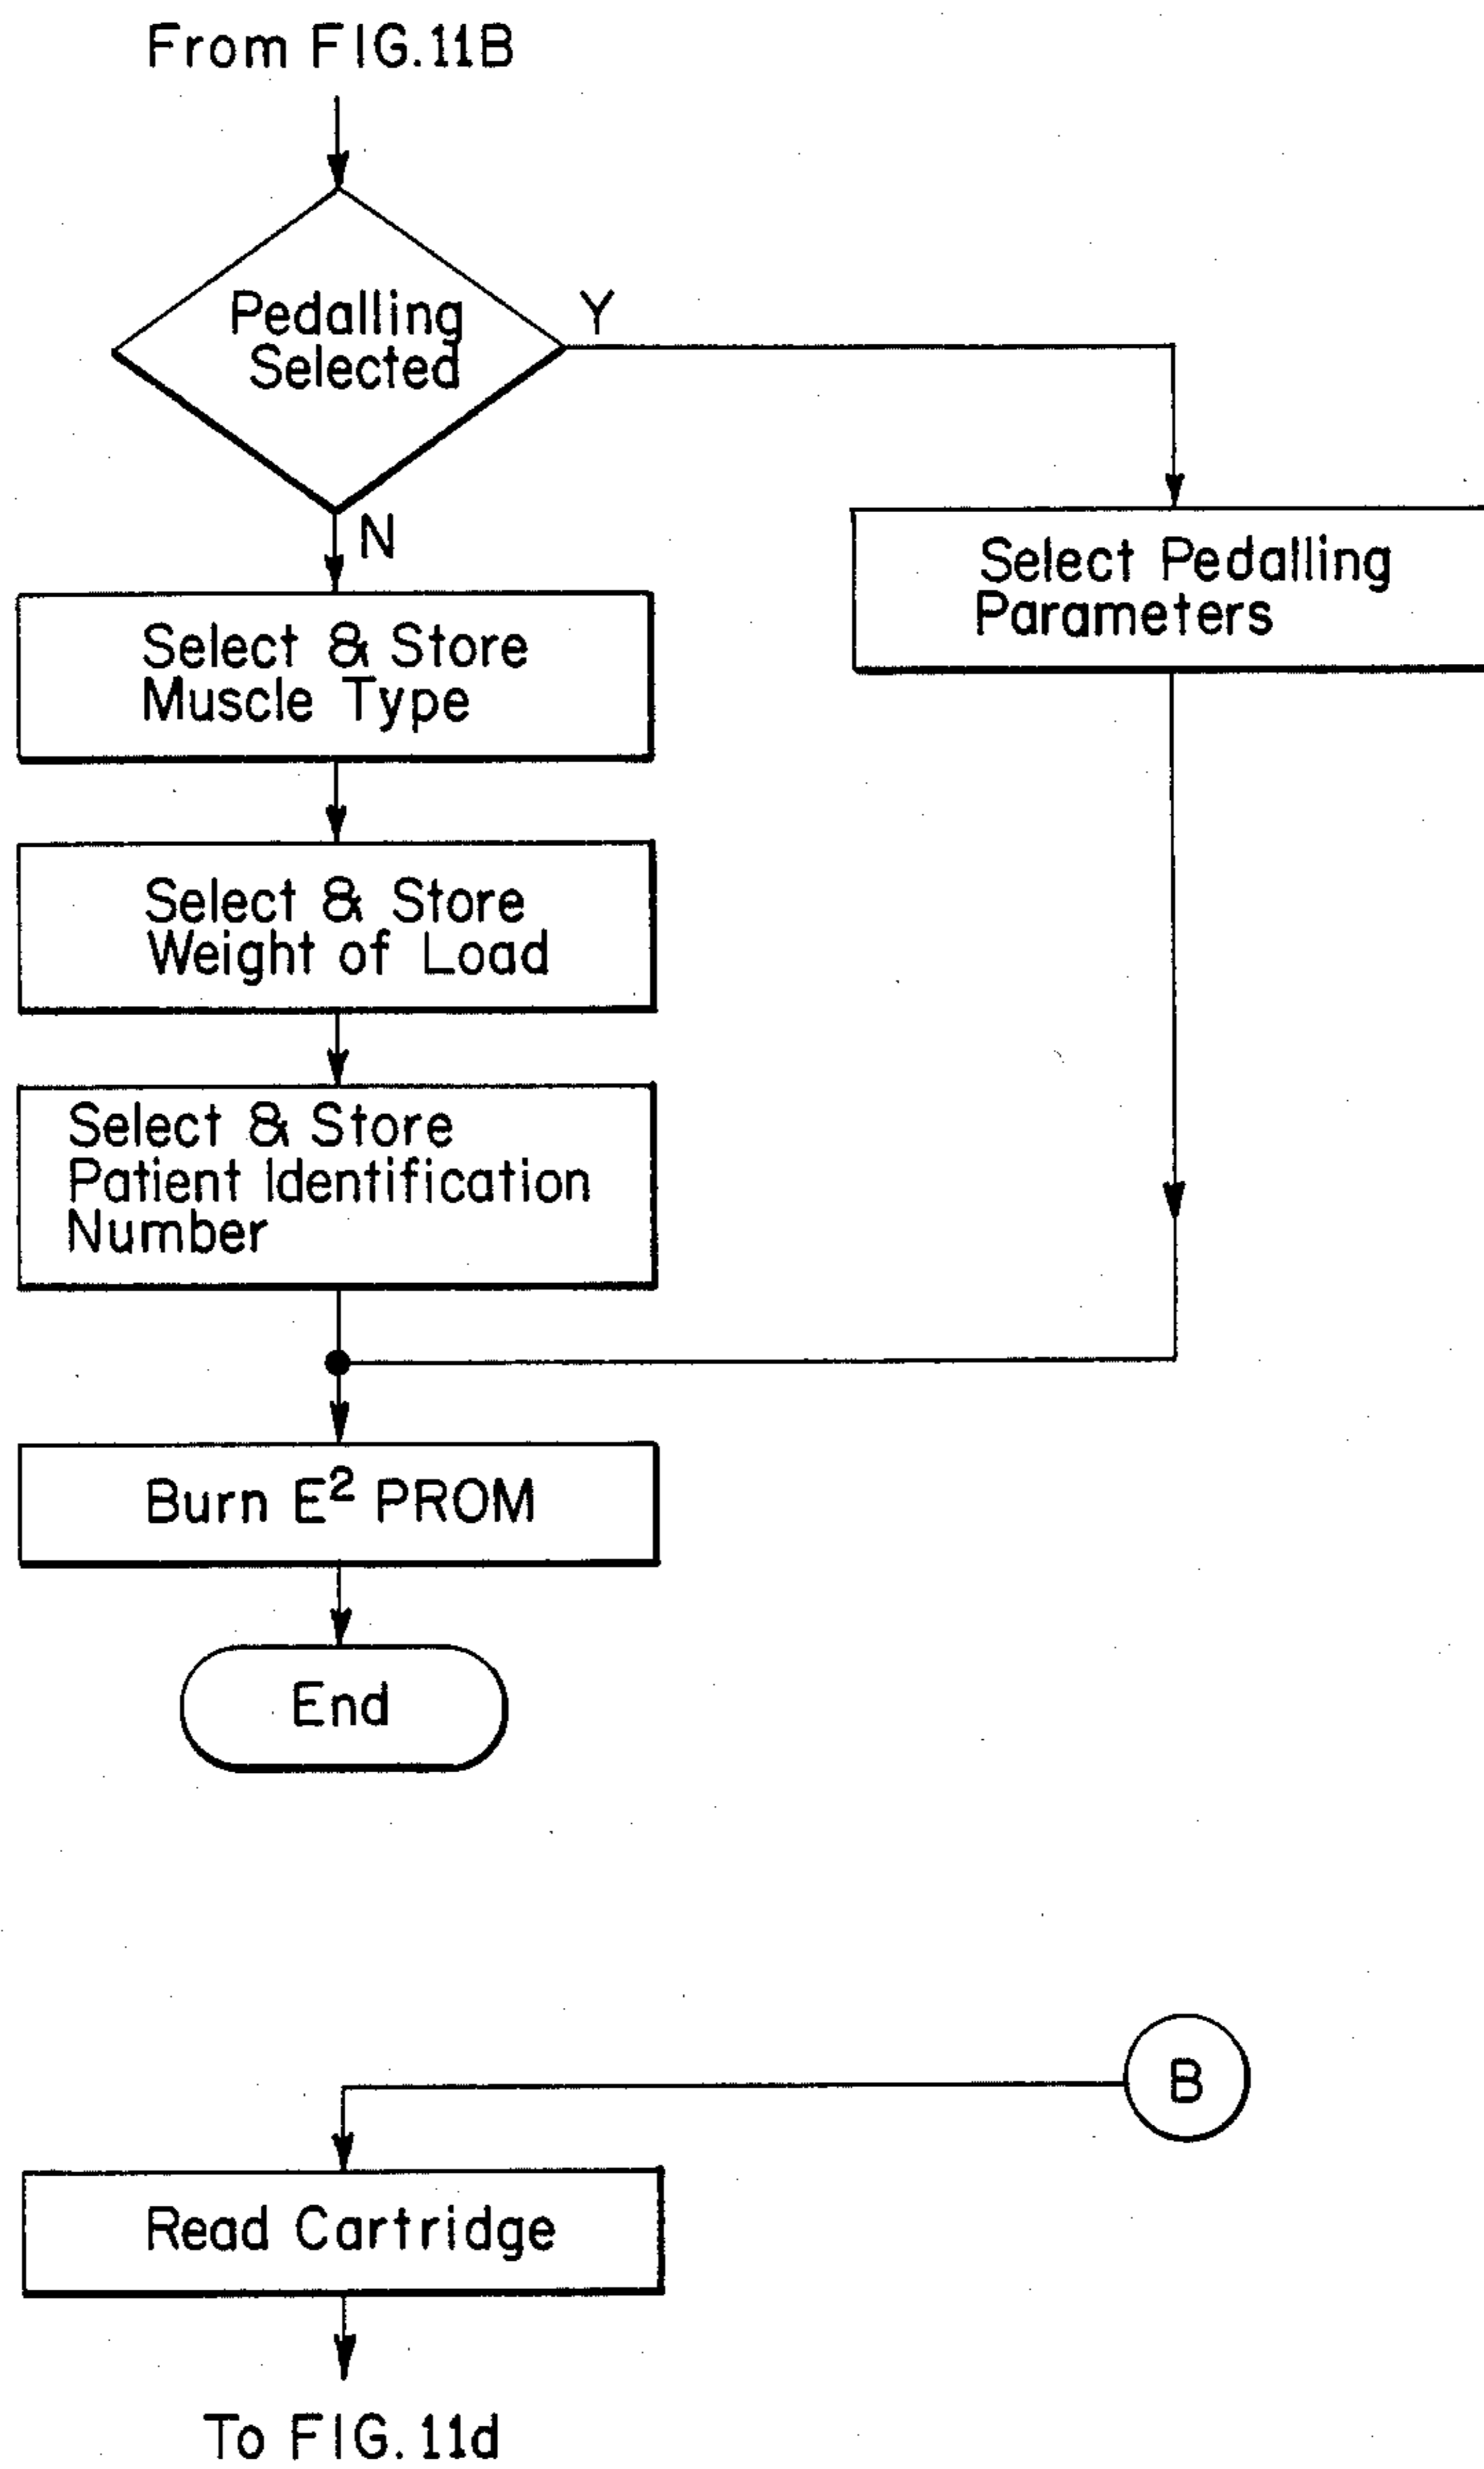 From FIG.11B
Pedalling
Selected
Y
N
Select Pedalling
Parameters
Select & Store
Muscle Type
Select & Store
Weight of Load
Select & Store
Patient Identification
Number
Burn E² PROM
End
B
Read Cartridge
To FIG. 11d